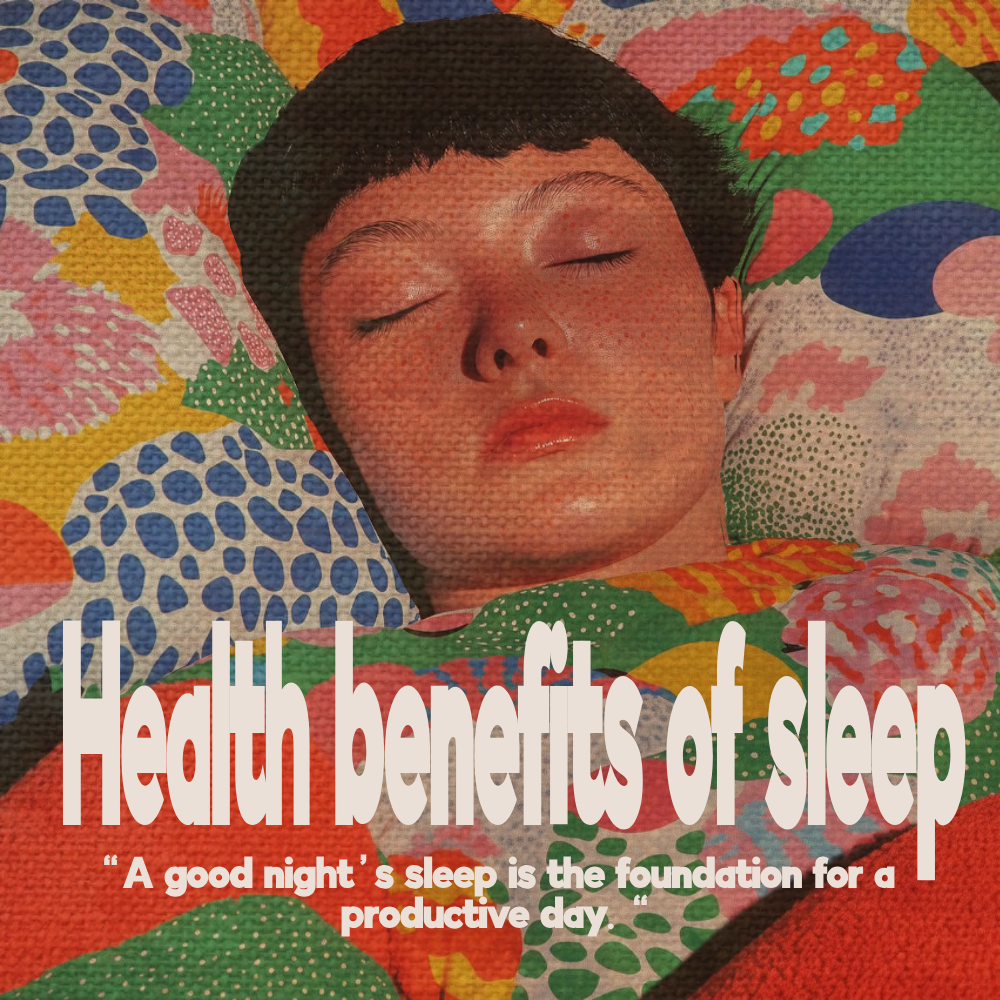 Health benefits of sleep
“A good night’s sleep is the foundation for a
productive day. “